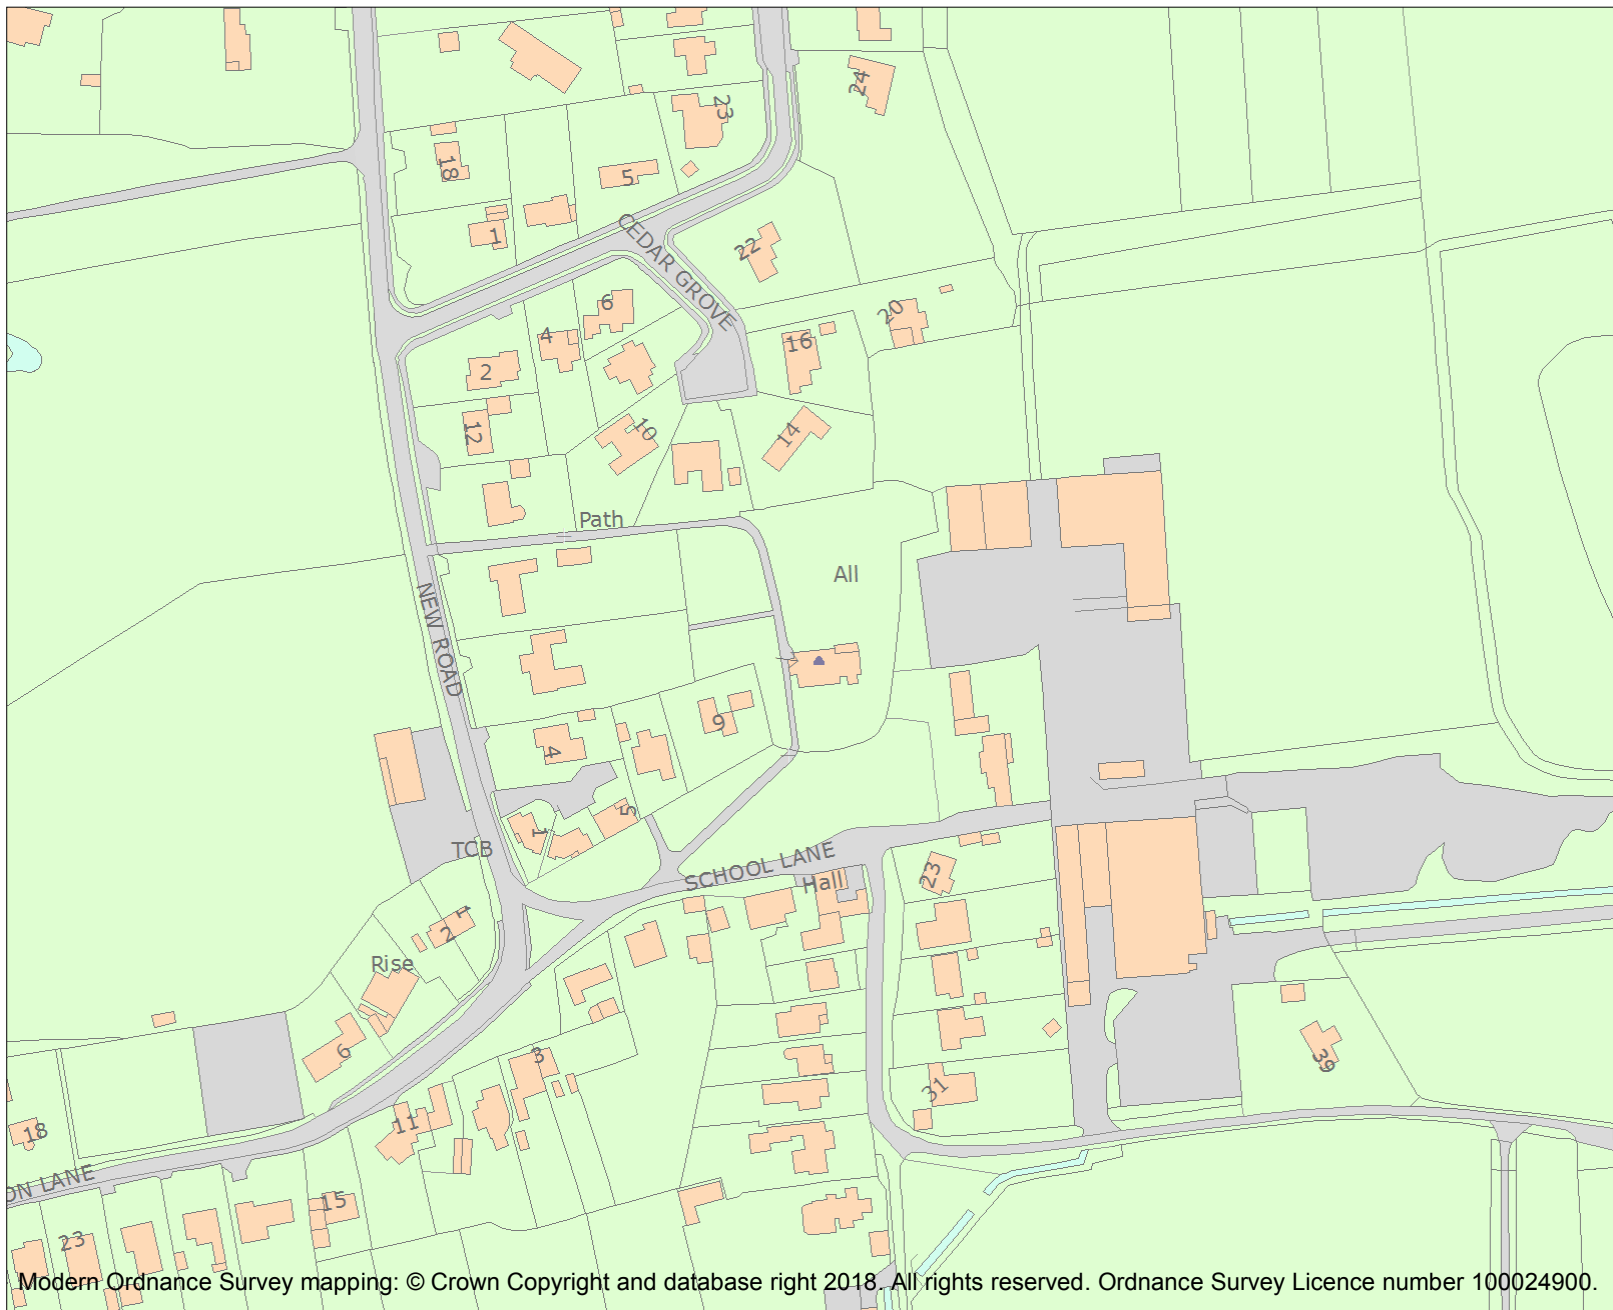 24
23
18
5
1
CEDAR GROVE
22
6
20
4
16
2
12
10
14
Path
All
NEW ROAD
9
4
5
1
TCB
SCHOOL LANE
Hall
23
1
2
Rise
6
3
39
31
11
18
ON LANE
15
23
Modern Ordnance Survey mapping: © Crown Copyright and database right 2018. All rights reserved. Ordnance Survey Licence number 100024900.